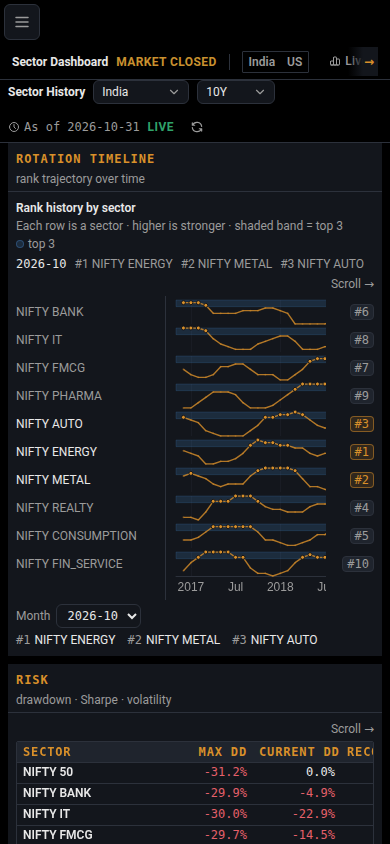 Sector Dashboard MARKET CLOSED India US
Sector History India 10Y
As of 2026-10-31 LIVE
ROTATION TIMELINE
rank trajectory over time
Rank history by sector
Each row is a sector · higher is stronger · shaded band = top 3
top 3
2026-10 #1 NIFTY ENERGY #2 NIFTY METAL #3 NIFTY AUTO
Scroll →
NIFTY BANK #6
NIFTY IT #8
NIFTY FMCG #7
NIFTY PHARMA #9
NIFTY AUTO #3
NIFTY ENERGY #1
NIFTY METAL #2
NIFTY REALTY #4
NIFTY CONSUMPTION #5
NIFTY FIN_SERVICE #10
2017 Jul 2018
Month 2026-10
#1 NIFTY ENERGY #2 NIFTY METAL #3 NIFTY AUTO
RISK
drawdown · Sharpe · volatility
Scroll →
SECTOR MAX DD CURRENT DD
NIFTY 50 -31.2% 0.0%
NIFTY BANK -29.9% -4.9%
NIFTY IT -30.0% -22.9%
NIFTY FMCG -29.7% -14.5%